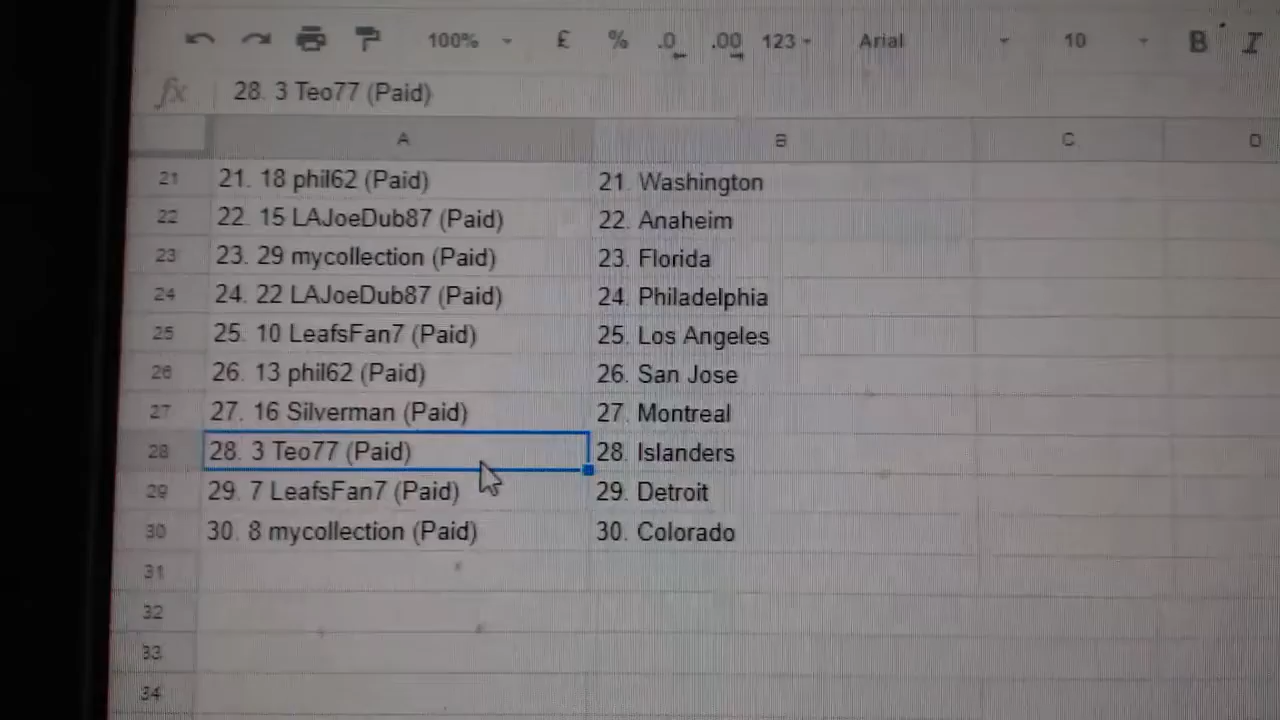 100% £ % .0 .00 123 Arial 10 B I
fx 28. 3 Teo77 (Paid)
A B C D
21 21. 18 phil62 (Paid) 21. Washington
22 22. 15 LAJoeDub87 (Paid) 22. Anaheim
23 23. 29 mycollection (Paid) 23. Florida
24 24. 22 LAJoeDub87 (Paid) 24. Philadelphia
25 25. 10 LeafsFan7 (Paid) 25. Los Angeles
26 26. 13 phil62 (Paid) 26. San Jose
27 27. 16 Silverman (Paid) 27. Montreal
28 28. 3 Teo77 (Paid) 28. Islanders
29 29. 7 LeafsFan7 (Paid) 29. Detroit
30 30. 8 mycollection (Paid) 30. Colorado
31
32
33
34